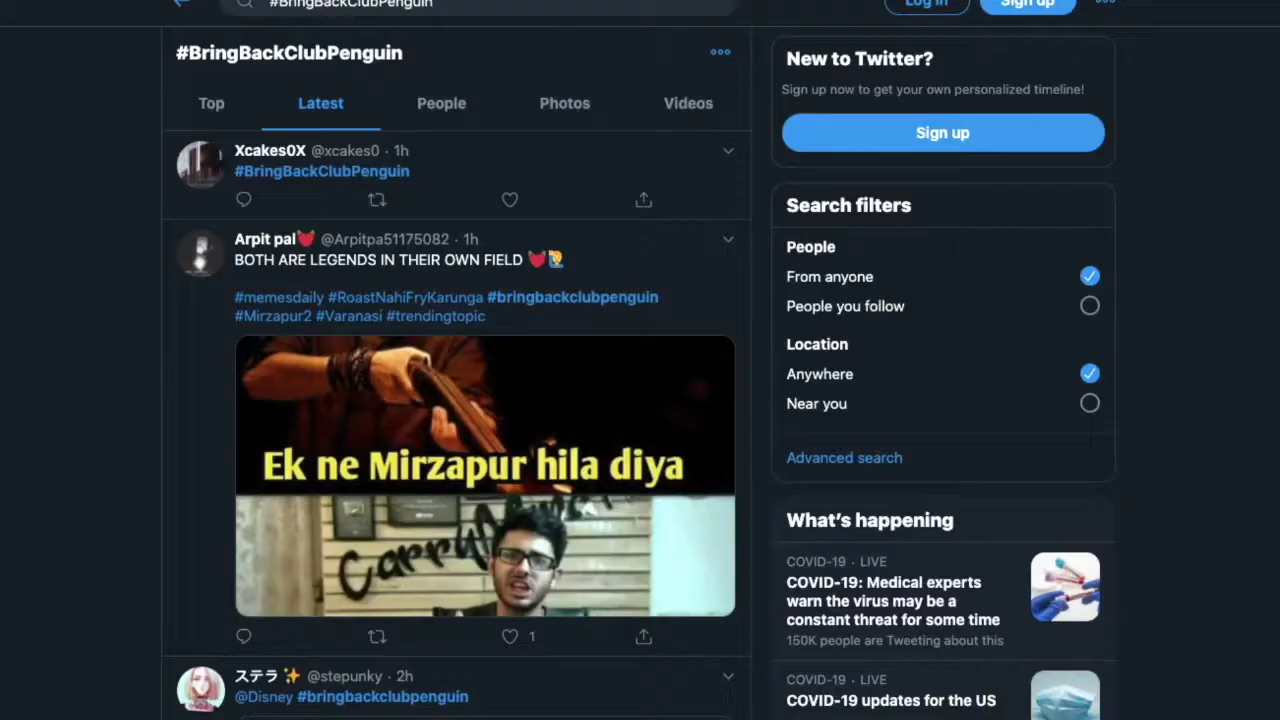 #BringBackClubPenguin
Log in
Sign up
#BringBackClubPenguin
Top
Latest
People
Photos
Videos
Xcakes0X @xcakes0 · 1h
#BringBackClubPenguin
Arpit pal @Arpitpa51175082 · 1h
BOTH ARE LEGENDS IN THEIR OWN FIELD
#memesdaily #RoastNahiFryKarunga #bringbackclubpenguin
#Mirzapur2 #Varanasi #trendingtopic
Ek ne Mirzapur hila diya
1
ステラ @stepunky · 2h
@Disney #bringbackclubpenguin
New to Twitter?
Sign up now to get your own personalized timeline!
Sign up
Search filters
People
From anyone
People you follow
Location
Anywhere
Near you
Advanced search
What's happening
COVID-19 · LIVE
COVID-19: Medical experts
warn the virus may be a
constant threat for some time
150K people are Tweeting about this
COVID-19 · LIVE
COVID-19 updates for the US